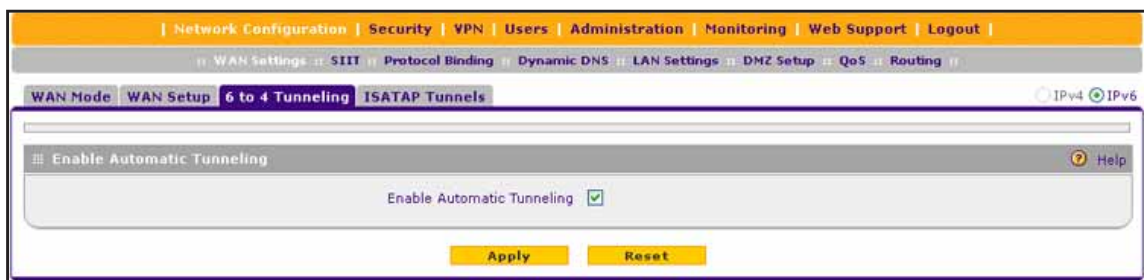 | Network Configuration | Security | VPN | Users | Administration | Monitoring | Web Support | Logout |
:: WAN Settings :: SIIT :: Protocol Binding :: Dynamic DNS :: LAN Settings :: DMZ Setup :: QoS :: Routing ::
WAN Mode WAN Setup 6 to 4 Tunneling ISATAP Tunnels IPv4 IPv6
Enable Automatic Tunneling ? Help
Enable Automatic Tunneling
Apply Reset